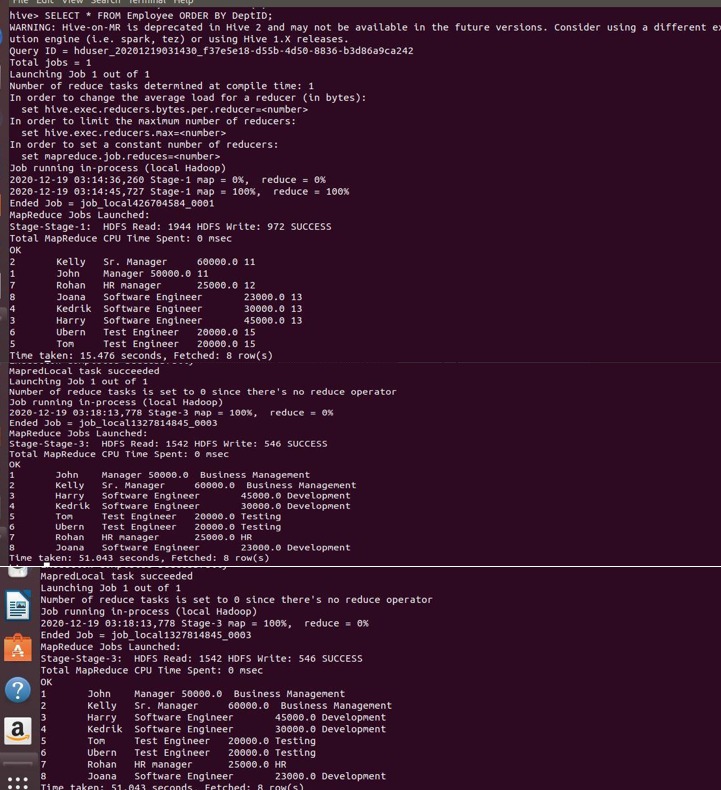 File Edit View Search Terminal Help
hive> SELECT * FROM Employee ORDER BY DeptID;
WARNING: Hive-on-MR is deprecated in Hive 2 and may not be available in the future versions. Consider using a different ex
ution engine (i.e. spark, tez) or using Hive 1.X releases.
Query ID = hduser_20201219031430_f37e5e18-d55b-4d50-8836-b3d86a9ca242
Total jobs = 1
Launching Job 1 out of 1
Number of reduce tasks determined at compile time: 1
In order to change the average load for a reducer (in bytes):
  set hive.exec.reducers.bytes.per.reducer=<number>
In order to limit the maximum number of reducers:
  set hive.exec.reducers.max=<number>
In order to set a constant number of reducers:
  set mapreduce.job.reduces=<number>
Job running in-process (local Hadoop)
2020-12-19 03:14:36,260 Stage-1 map = 0%,  reduce = 0%
2020-12-19 03:14:45,727 Stage-1 map = 100%,  reduce = 100%
Ended Job = job_local426704584_0001
MapReduce Jobs Launched:
Stage-Stage-1:  HDFS Read: 1944 HDFS Write: 972 SUCCESS
Total MapReduce CPU Time Spent: 0 msec
OK
2 Kelly Sr. Manager 60000.0 11
1 John Manager 50000.0 11
7 Rohan HR manager 25000.0 12
8 Joana Software Engineer 23000.0 13
4 Kedrik Software Engineer 30000.0 13
3 Harry Software Engineer 45000.0 13
6 Ubern Test Engineer 20000.0 15
5 Tom Test Engineer 20000.0 15
Time taken: 15.476 seconds, Fetched: 8 row(s)
MapredLocal task succeeded
Launching Job 1 out of 1
Number of reduce tasks is set to 0 since there's no reduce operator
Job running in-process (local Hadoop)
2020-12-19 03:18:13,778 Stage-3 map = 100%,  reduce = 0%
Ended Job = job_local1327814845_0003
MapReduce Jobs Launched:
Stage-Stage-3:  HDFS Read: 1542 HDFS Write: 546 SUCCESS
Total MapReduce CPU Time Spent: 0 msec
OK
1 John Manager 50000.0 Business Management
2 Kelly Sr. Manager 60000.0 Business Management
3 Harry Software Engineer 45000.0 Development
4 Kedrik Software Engineer 30000.0 Development
5 Tom Test Engineer 20000.0 Testing
6 Ubern Test Engineer 20000.0 Testing
7 Rohan HR manager 25000.0 HR
8 Joana Software Engineer 23000.0 Development
Time taken: 51.043 seconds, Fetched: 8 row(s)
MapredLocal task succeeded
Launching Job 1 out of 1
Number of reduce tasks is set to 0 since there's no reduce operator
Job running in-process (local Hadoop)
2020-12-19 03:18:13,778 Stage-3 map = 100%,  reduce = 0%
Ended Job = job_local1327814845_0003
MapReduce Jobs Launched:
Stage-Stage-3:  HDFS Read: 1542 HDFS Write: 546 SUCCESS
Total MapReduce CPU Time Spent: 0 msec
OK
1 John Manager 50000.0 Business Management
2 Kelly Sr. Manager 60000.0 Business Management
3 Harry Software Engineer 45000.0 Development
4 Kedrik Software Engineer 30000.0 Development
5 Tom Test Engineer 20000.0 Testing
6 Ubern Test Engineer 20000.0 Testing
7 Rohan HR manager 25000.0 HR
8 Joana Software Engineer 23000.0 Development
Time taken: 51.043 seconds, Fetched: 8 row(s)